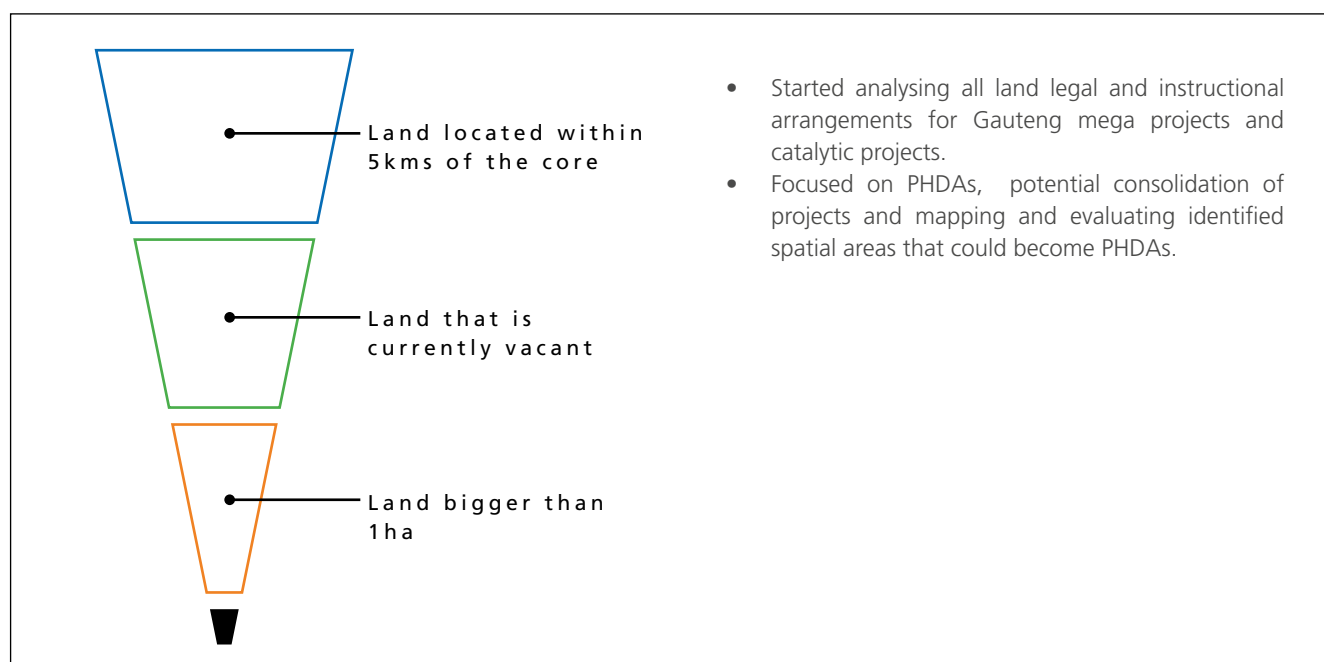 Land located within
5kms of the core
Land that is
currently vacant
Land bigger than
1ha
• Started analysing all land legal and instructional
arrangements for Gauteng mega projects and
catalytic projects.
• Focused on PHDAs, potential consolidation of
projects and mapping and evaluating identified
spatial areas that could become PHDAs.